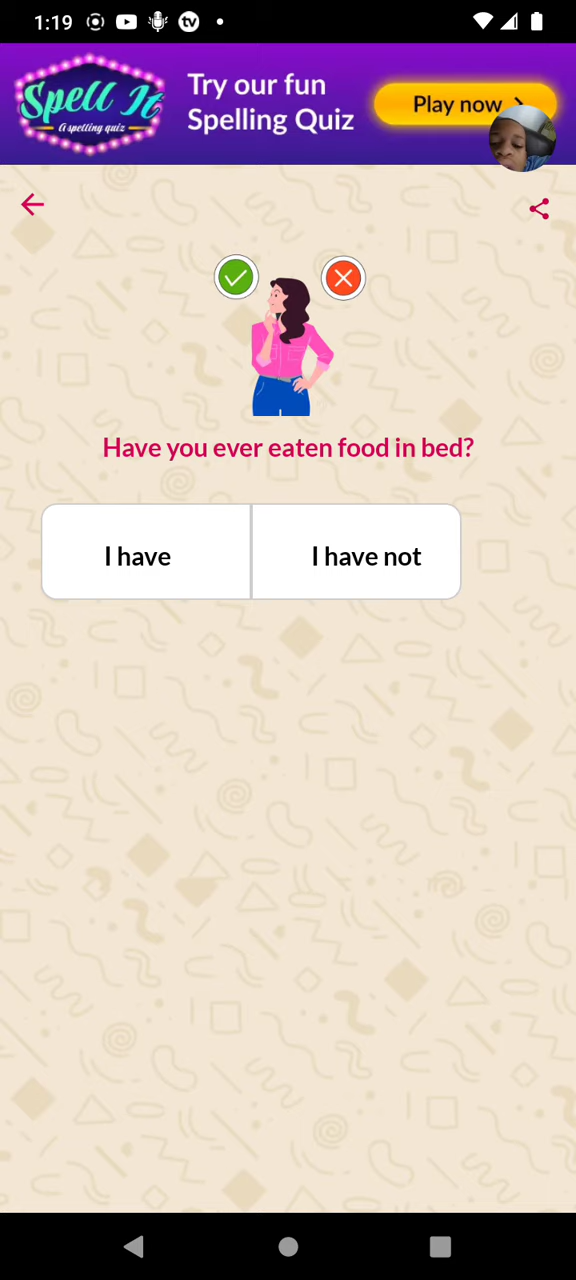 1:19
tv
Spell It
A spelling quiz
Try our fun
Spelling Quiz
Play now
Have you ever eaten food in bed?
I have
I have not